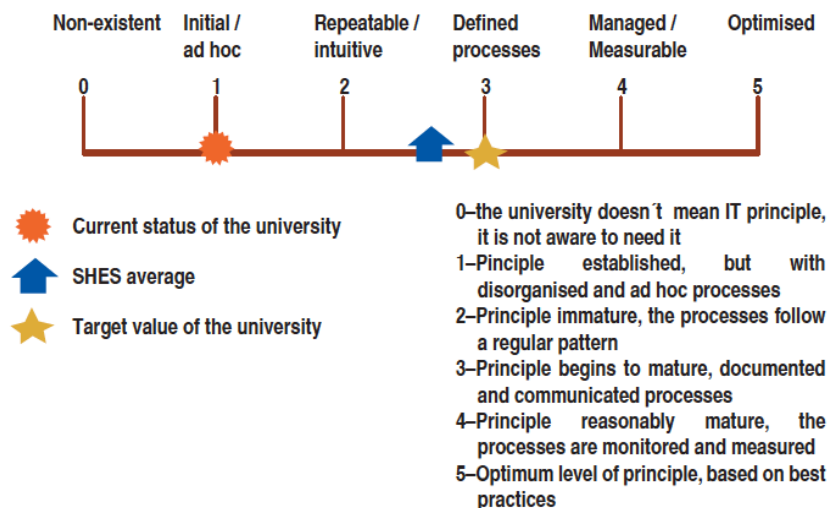 Non-existent Initial / Repeatable / Defined Managed / Optimised
ad hoc intuitive processes Measurable
0 1 2 3 4 5
Current status of the university
SHES average
Target value of the university
0–the university doesn´t mean IT principle,
it is not aware to need it
1–Pinciple established, but with
disorganised and ad hoc processes
2–Principle immature, the processes follow
a regular pattern
3–Principle begins to mature, documented
and communicated processes
4–Principle reasonably mature, the
processes are monitored and measured
5–Optimum level of principle, based on best
practices